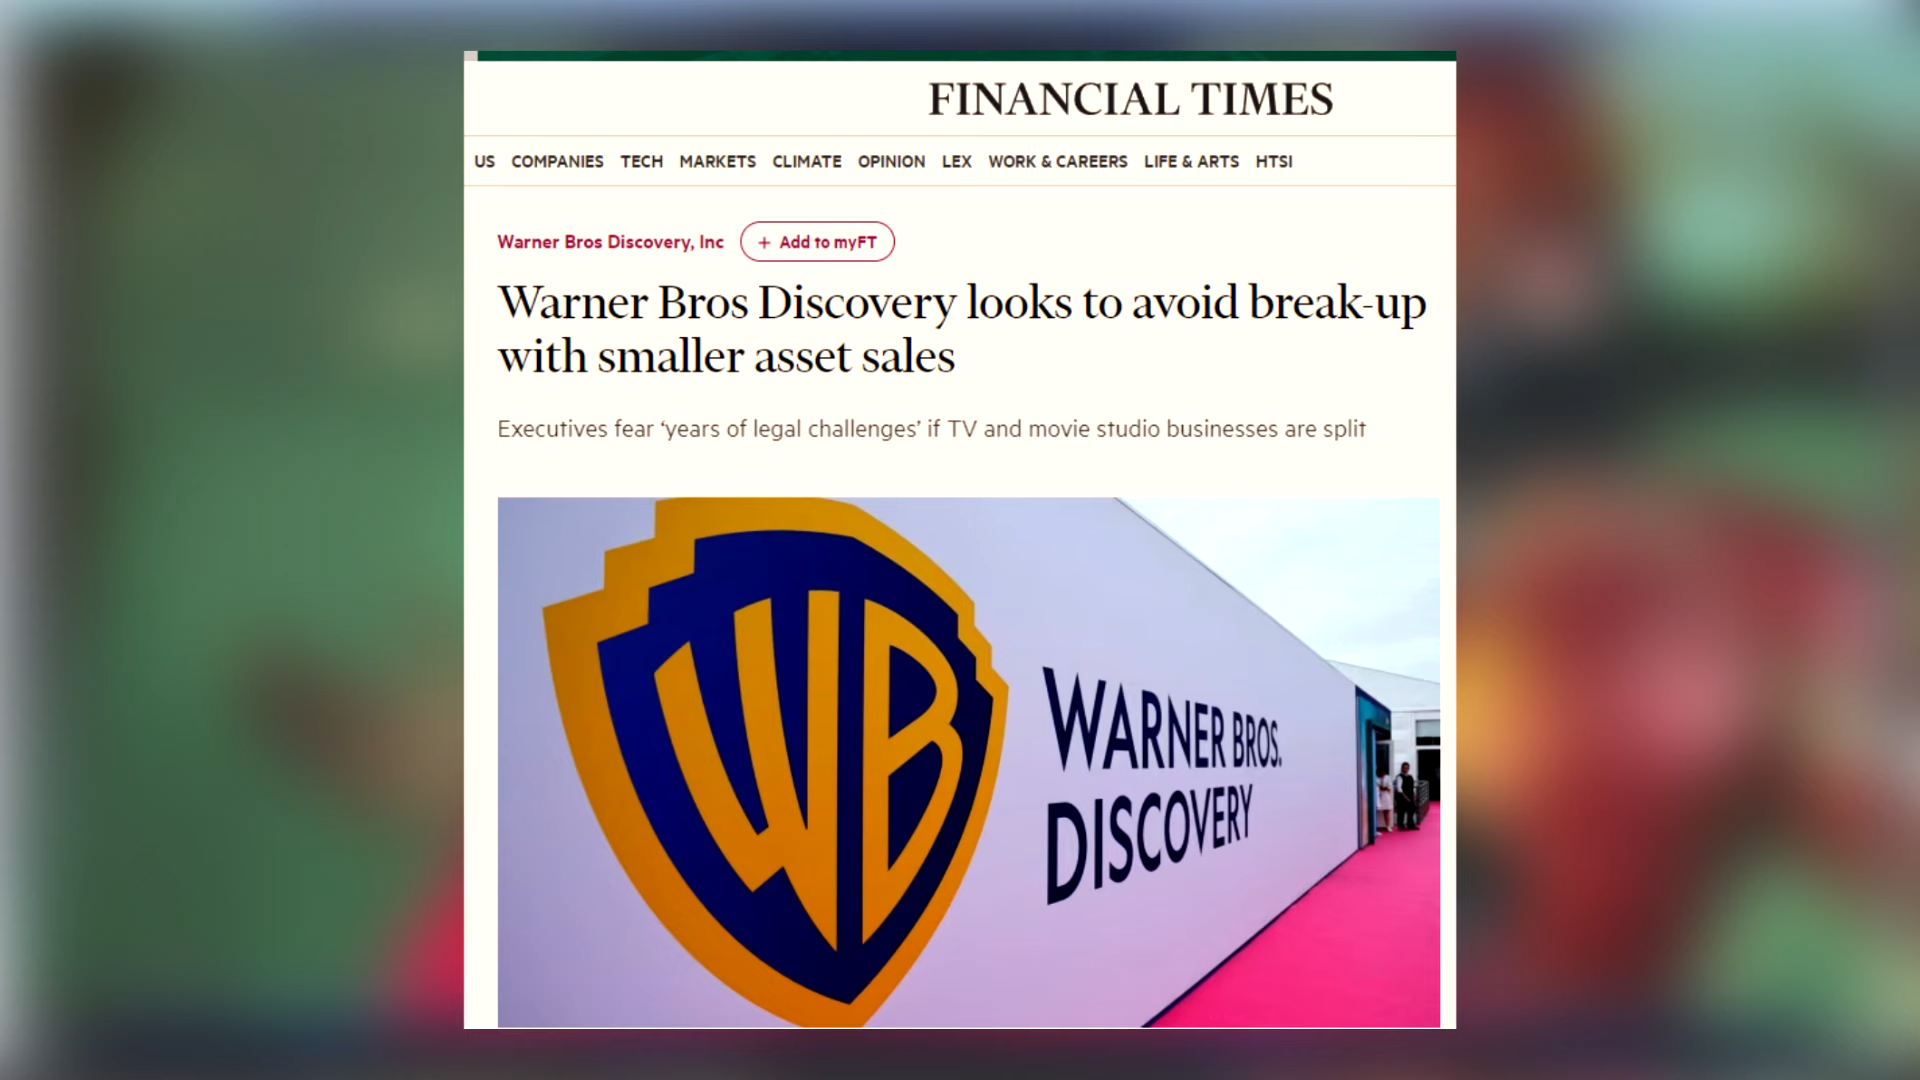 FINANCIAL TIMES
US COMPANIES TECH MARKETS CLIMATE OPINION LEX WORK & CAREERS LIFE & ARTS HTSI
Warner Bros Discovery, Inc + Add to myFT
Warner Bros Discovery looks to avoid break-up
with smaller asset sales
Executives fear ‘years of legal challenges’ if TV and movie studio businesses are split
WB
WARNER BROS.
DISCOVERY